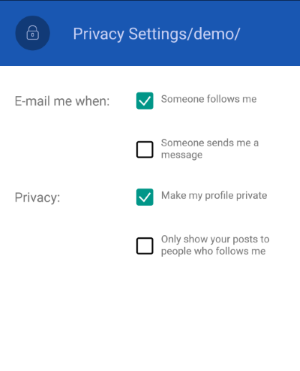 Privacy Settings/demo/
E-mail me when:
Someone follows me
Someone sends me a
message
Privacy:
Make my profile private
Only show your posts to
people who follows me